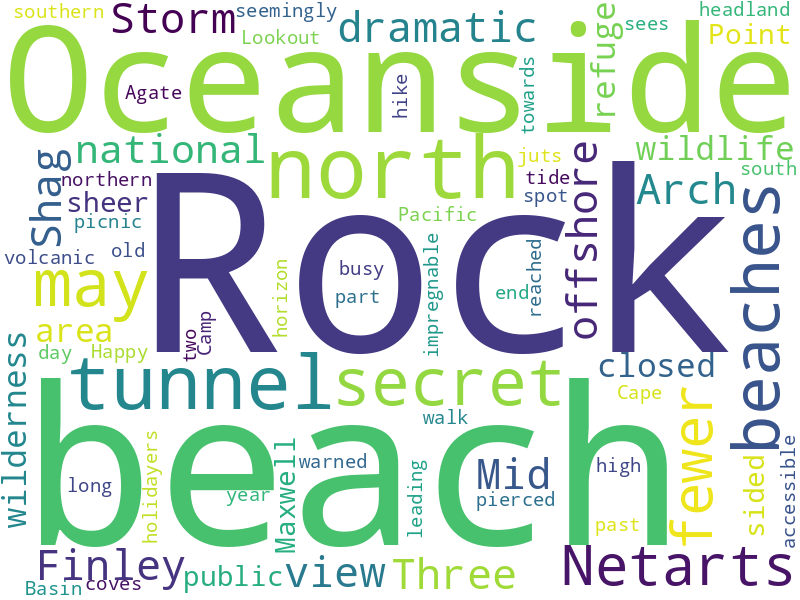 southern
Storm
seemingly
Lookout
dramatic
refuge
sees
headland
Point
Oceanside
Agate
hike
towards
national
north
juts
offshore
wildlife
south
Shag
northern
sheer
tide
spot
Arch
picnic
Pacific
volcanic
old
Rock
busy
part
horizon
impregnable
reached
end
beaches
may
area
day
Happy
two
Camp
tunnel
secret
closed
Cape
wilderness
beach
walk
fewer
long
holidayers
year
Maxwell
warned
leading
Mid
pierced
high
past
sided
accessible
Finley
Basin
coves
public
view
Three
Netarts